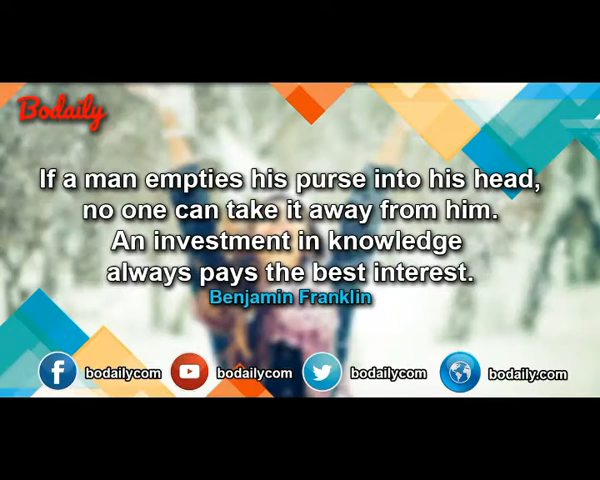 Bodaily
If a man empties his purse into his head,
no one can take it away from him.
An investment in knowledge
always pays the best interest.
Benjamin Franklin
bodailycom bodailycom bodailycom bodaily.com